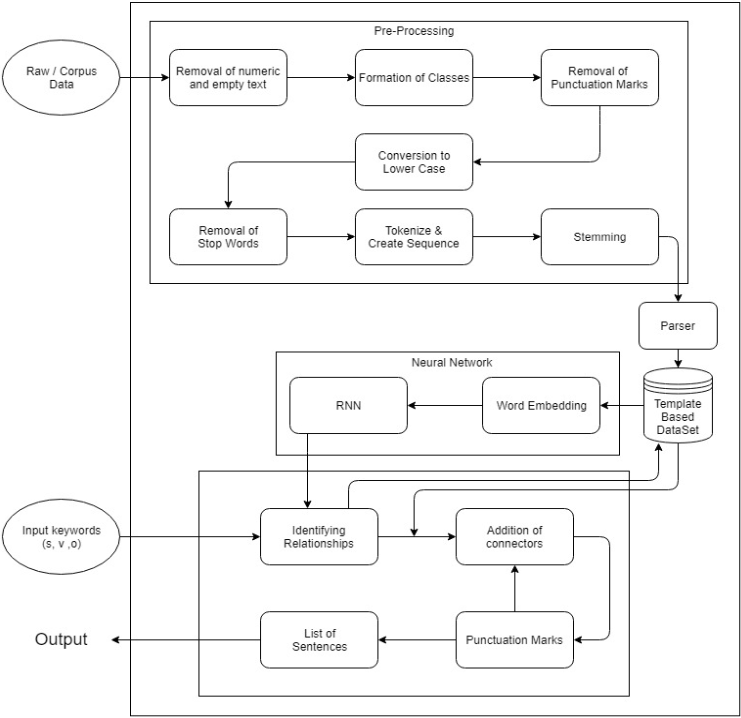 Pre-Processing
Raw / Corpus
Data
Removal of numeric
and empty text
Formation of Classes
Removal of
Punctuation Marks
Conversion to
Lower Case
Removal of
Stop Words
Tokenize &
Create Sequence
Stemming
Parser
Neural Network
RNN
Word Embedding
Template
Based
DataSet
Input keywords
(s, v ,o)
Identifying
Relationships
Addition of
connectors
Output
List of
Sentences
Punctuation Marks